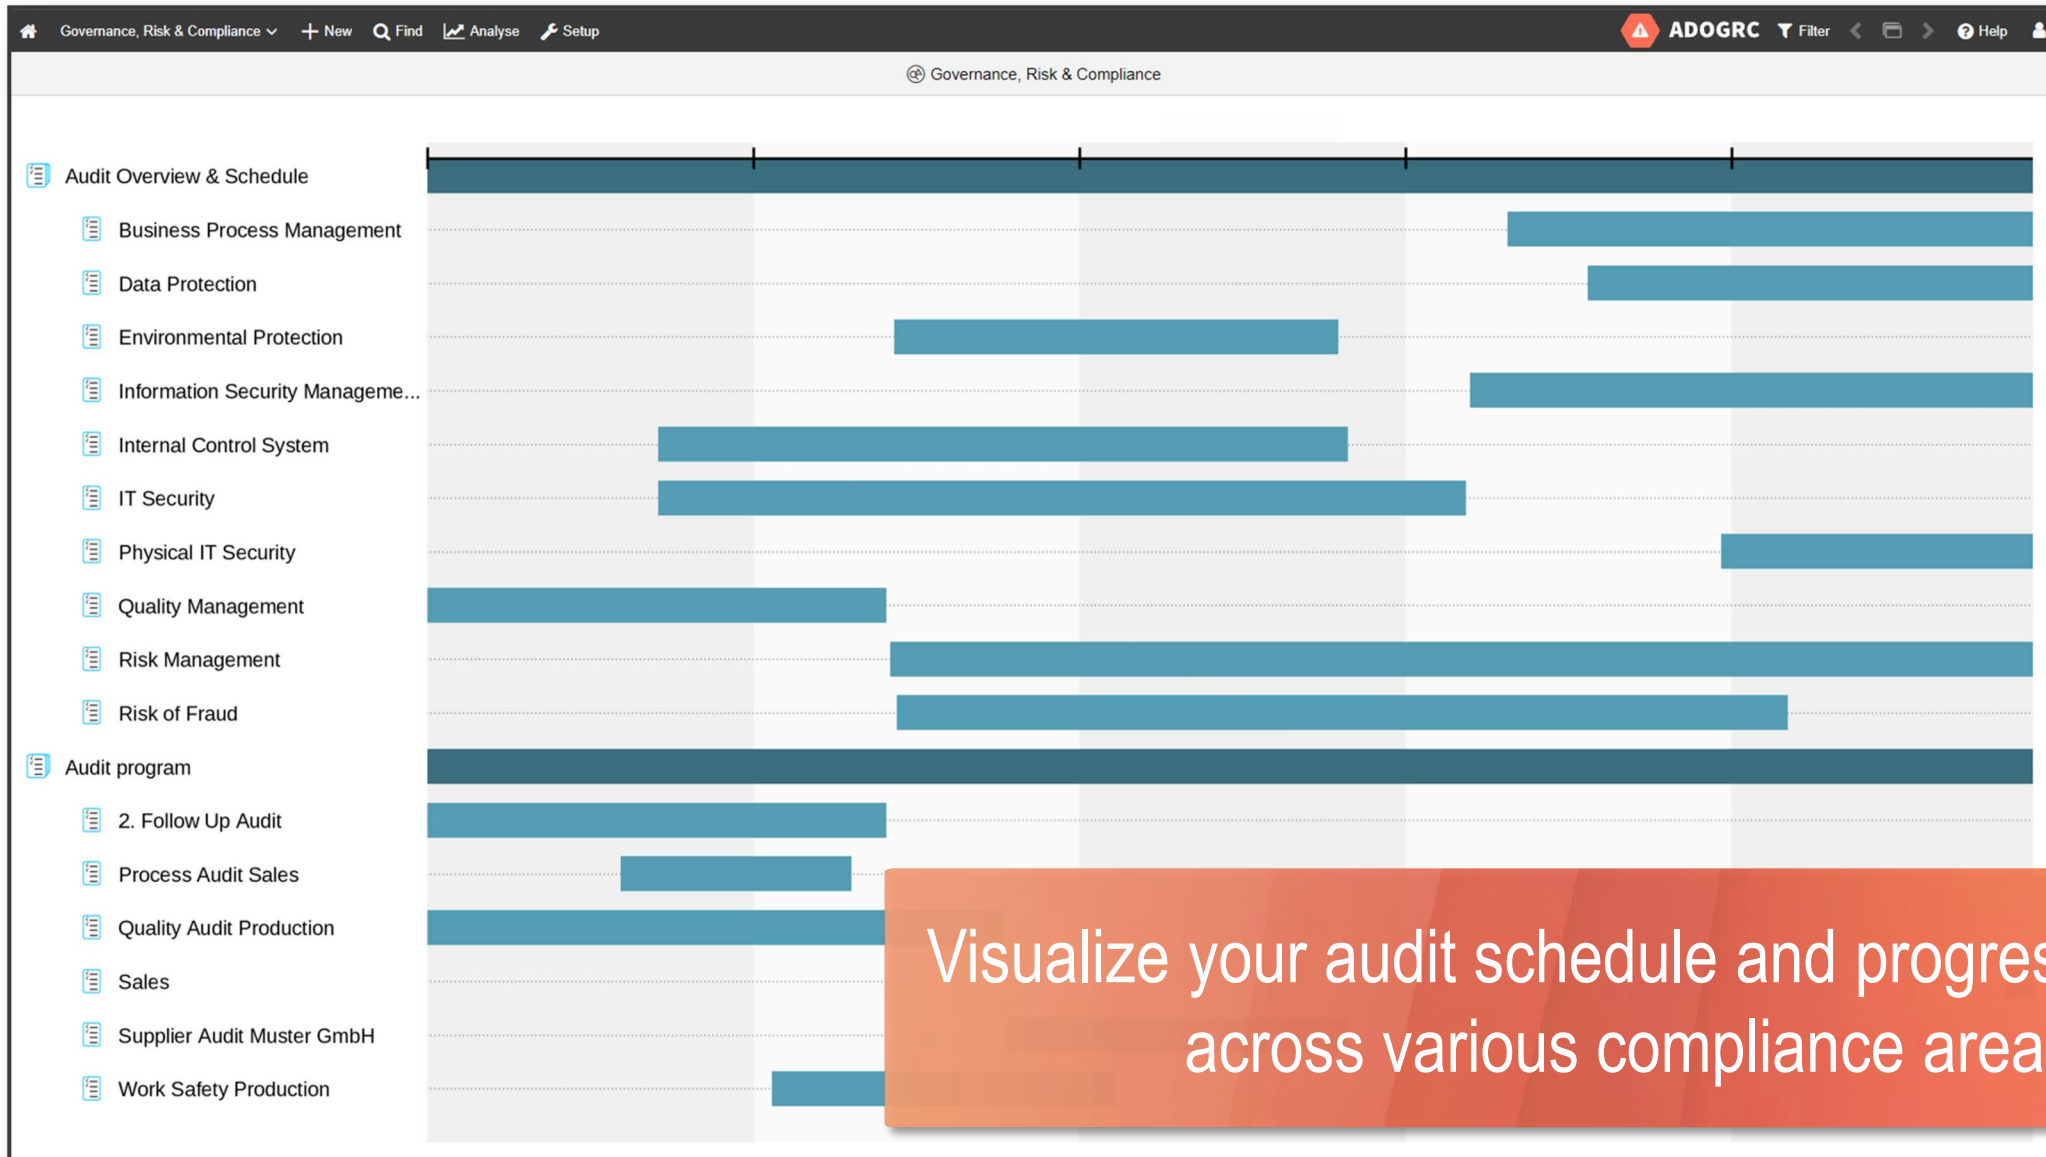 Governance, Risk & Compliance New Find Analyse Setup ADOGRC Filter Help
Governance, Risk & Compliance
Audit Overview & Schedule
Business Process Management
Data Protection
Environmental Protection
Information Security Manageme...
Internal Control System
IT Security
Physical IT Security
Quality Management
Risk Management
Risk of Fraud
Audit program
2. Follow Up Audit
Process Audit Sales
Quality Audit Production
Sales
Supplier Audit Muster GmbH
Work Safety Production
Visualize your audit schedule and progres
across various compliance area